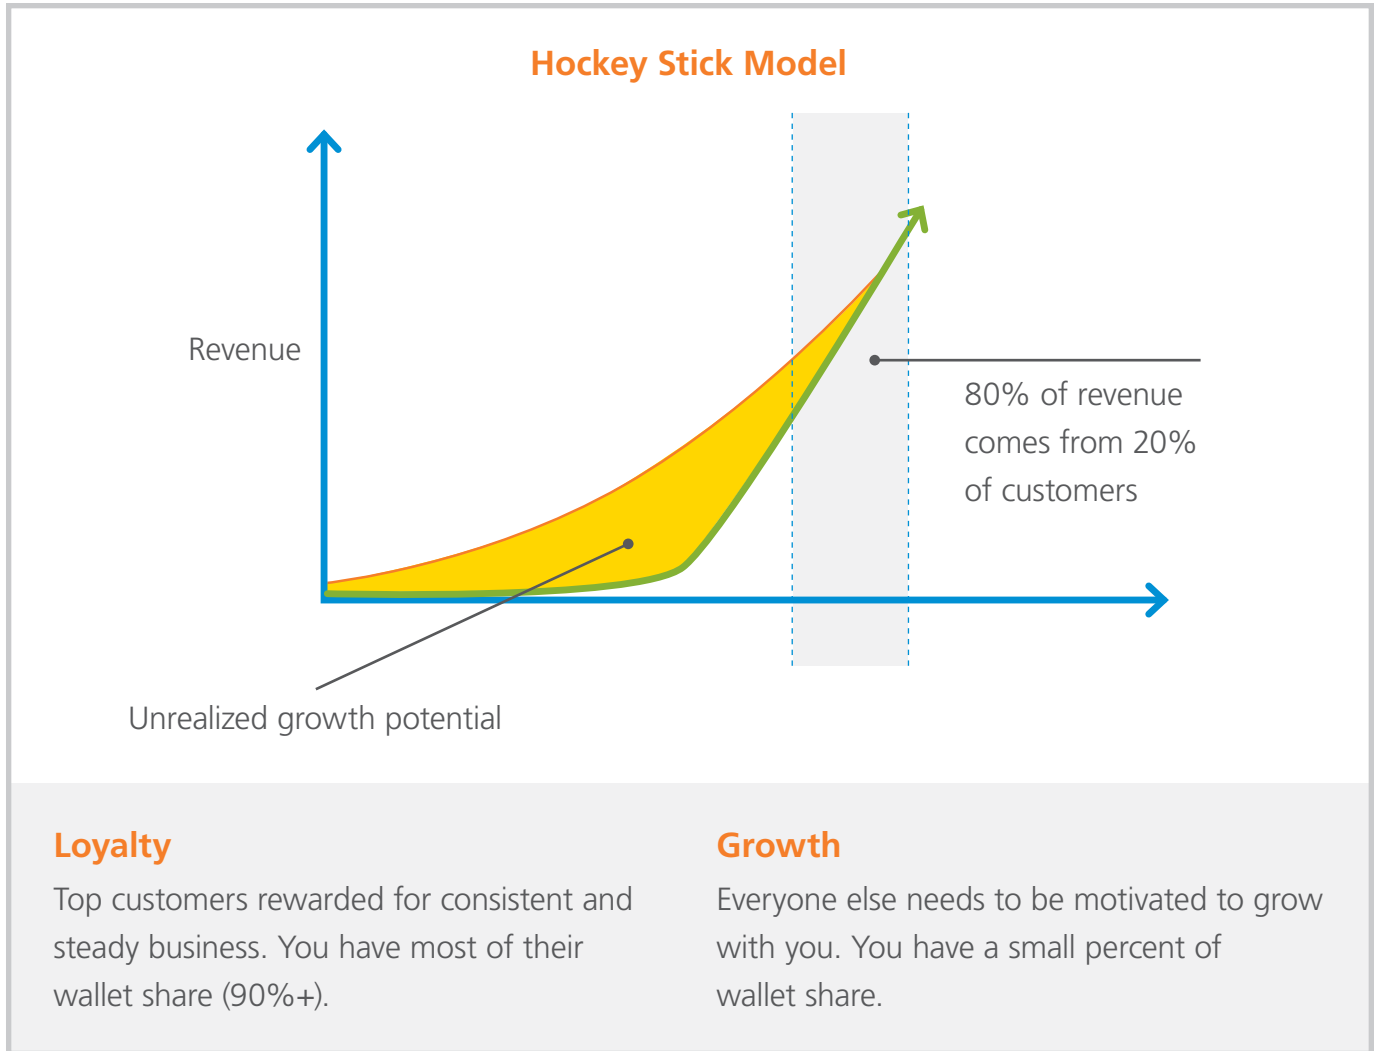 Hockey Stick Model
Revenue
80% of revenue
comes from 20%
of customers
Unrealized growth potential
Loyalty
Top customers rewarded for consistent and
steady business. You have most of their
wallet share (90%+).
Growth
Everyone else needs to be motivated to grow
with you. You have a small percent of
wallet share.